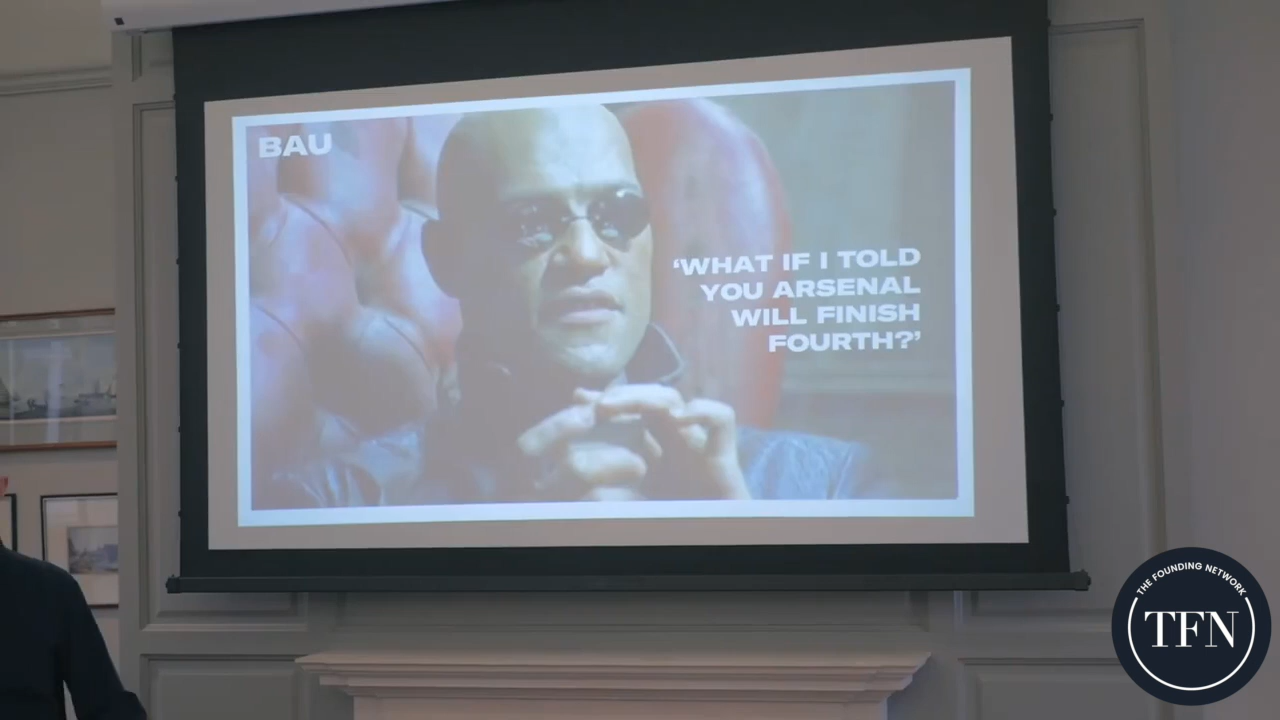 BAU
‘WHAT IF I TOLD
YOU ARSENAL
WILL FINISH
FOURTH?’
THE FOUNDING NETWORK
TFN